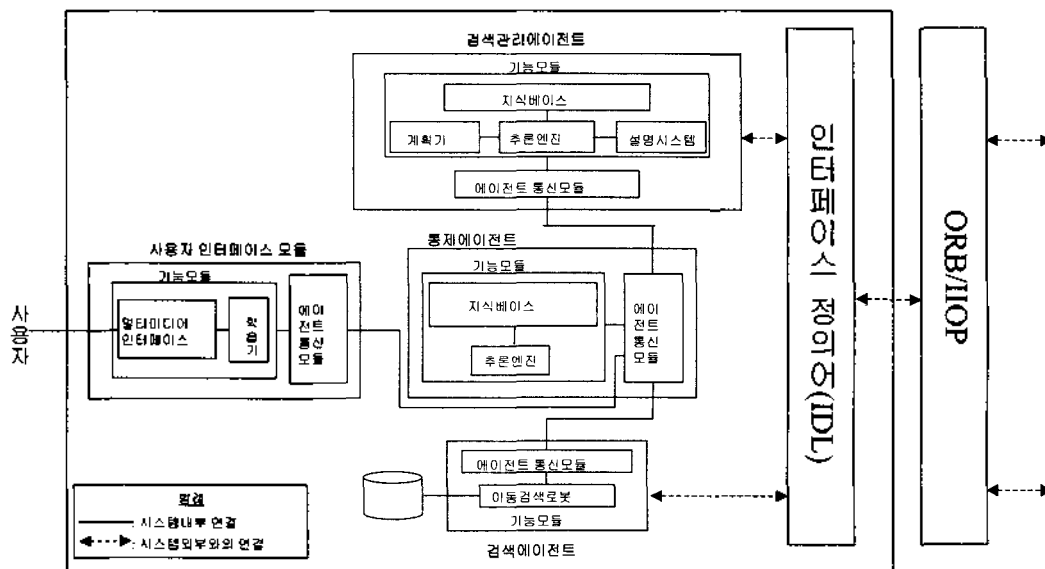 검색관리에이전트
기능모듈
지식베이스
계획가
추론엔진
설명시스템
에이전트 통신모듈
사용자 인터페이스 모듈
기능모듈
멀티미디어
인터페이스
학습기
에이
전트
통신
모듈
사용자
통제에이전트
기능모듈
지식베이스
추론엔진
에이
전트
통신
모듈
에이전트 통신모듈
이동검색로봇
기능모듈
검색에이전트
인터페이스 정의어(IDL)
ORB/IIOP
범례
: 시스템내부 연결
: 시스템외부와의 연결